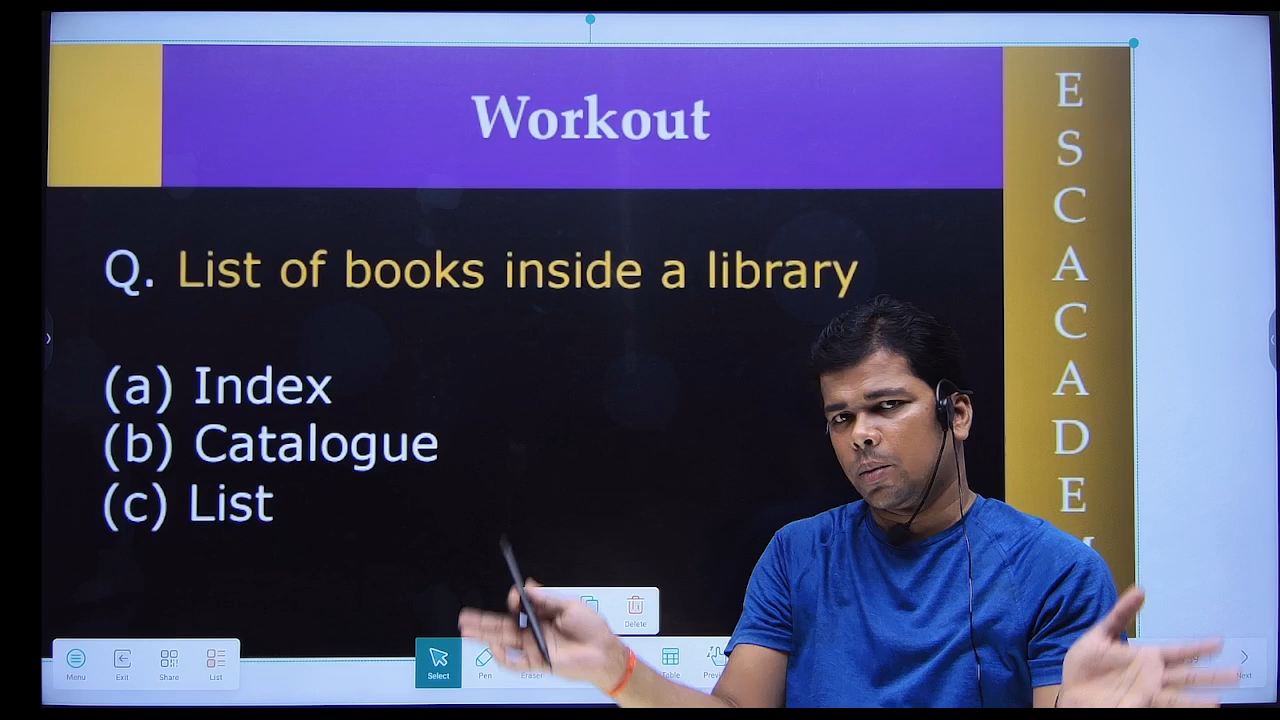 Workout
Q. List of books inside a library
(a) Index
(b) Catalogue
(c) List
E
S
C
A
C
A
D
E
Delete
Menu
Exit
Share
List
Select
Pen
Eraser
Table
Next